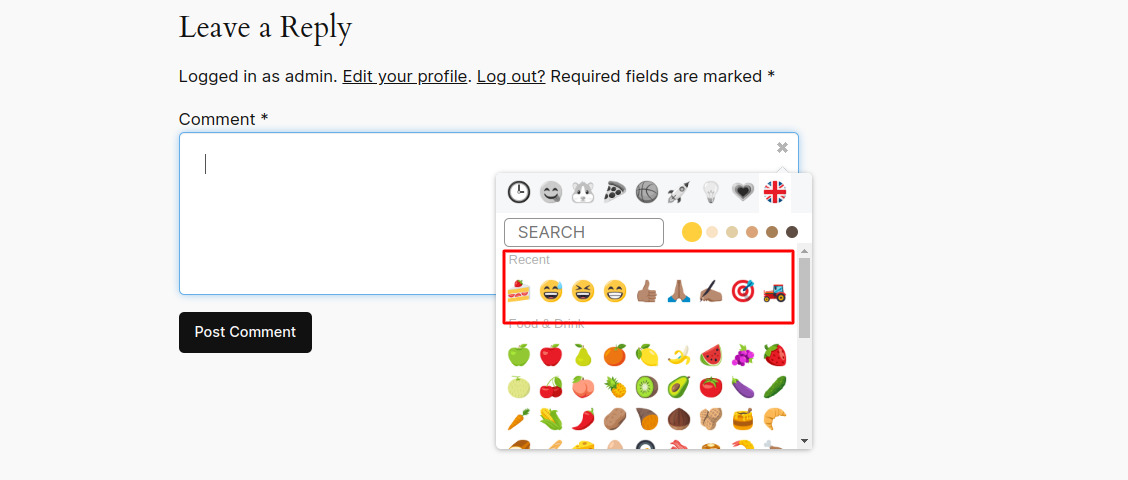 Leave a Reply
Logged in as admin. Edit your profile. Log out? Required fields are marked *
Comment *
SEARCH
Recent
Food & Drink
Post Comment